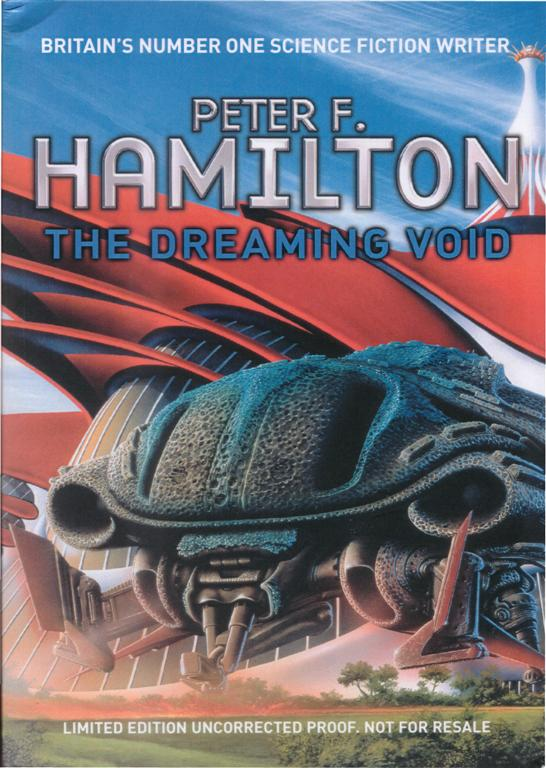 BRITAIN'S NUMBER ONE SCIENCE FICTION WRITER
PETER F.
HAMILTON
THE DREAMING VOID
LIMITED EDITION UNCORRECTED PROOF. NOT FOR RESALE